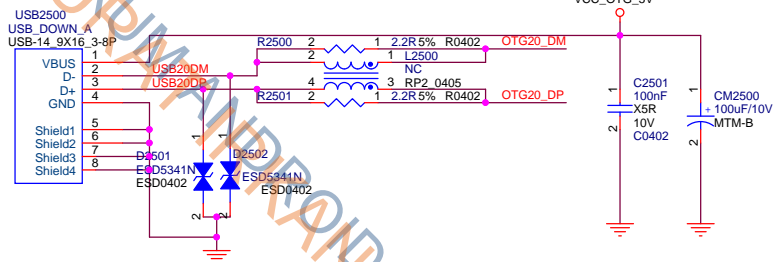 VCC_OTG_5V
USB2500
USB_DOWN_A
USB-14_9X16_3-8P
VBUS 1
D- 2
D+ 3
GND 4
Shield1 5
Shield2 6
Shield3 7
Shield4 8
USB20DM
USB20DP
R2500 2 1 2.2R 5% R0402 OTG20_DM
2 1 L2500
NC
4 3 RP2_0405
R2501 2 1 2.2R 5% R0402 OTG20_DP
D2501
ESD5341N
ESD0402
1
2
D2502
ESD5341N
ESD0402
1
2
C2501
100nF
X5R
10V
C0402
1
2
CM2500
+ 100uF/10V
MTM-B
1
2